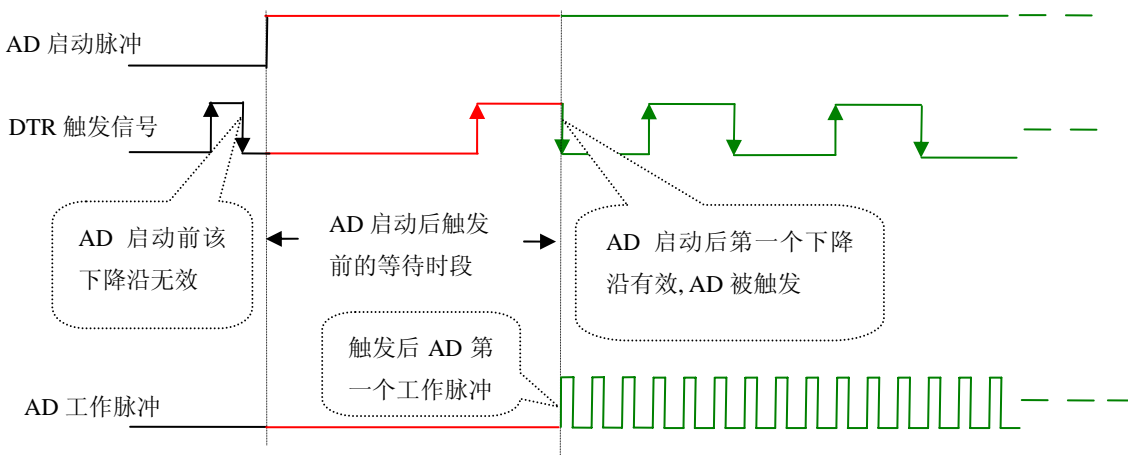 AD 启动脉冲
DTR 触发信号
AD 启动前该
下降沿无效
AD 启动后触发
前的等待时段
AD 启动后第一个下降
沿有效, AD 被触发
触发后 AD 第
一个工作脉冲
AD 工作脉冲